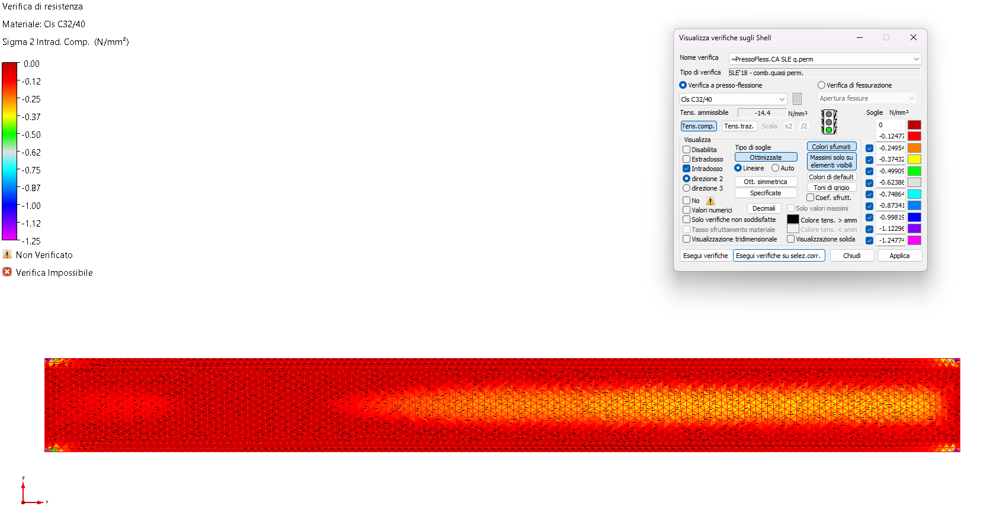 Verifica di resistenza
Materiale: Cls C32/40
Sigma 2 Intrad. Comp. (N/mm²)
0.00
-0.12
-0.25
-0.37
-0.50
-0.62
-0.75
-0.87
-1.00
-1.12
-1.25
Non Verificato
Verifica Impossibile
Visualizza verifiche sugli Shell
Nome verifica ~PressoFless.CA SLE q.perm
Tipo di verifica SLE'18 - comb.quasi perm.
Verifica a presso-flessione Verifica di fessurazione
Cls C32/40 Apertura fessure
Tens. ammissibile -14.4 N/mm² Soglie N/mm²
Tens.comp. Tens.traz. Scala x2 /2
Visualizza
Disabilita
Estradosso
Intradosso
direzione 2
direzione 3
No
Valori numerici
Solo verifiche non soddisfatte
Tasso sfruttamento materiale
Visualizzazione tridimensionale
Tipo di soglie
Ottimizzate
Lineare Auto
Ott. simmetrica
Specificate
Decimali
Colori sfumati
Massimi solo su
elementi visibili
Colori di default
Toni di grigio
Coef. sfrutt.
Solo valori massimi
Colore tens. > amm
Colore tens. < amm
Visualizzazione solida
0
-0.12477
-0.24954
-0.37432
-0.49909
-0.62386
-0.74864
-0.87341
-0.99819
-1.12296
-1.24774
Esegui verifiche Esegui verifiche su selez.corr. Chiudi Applica
y
x